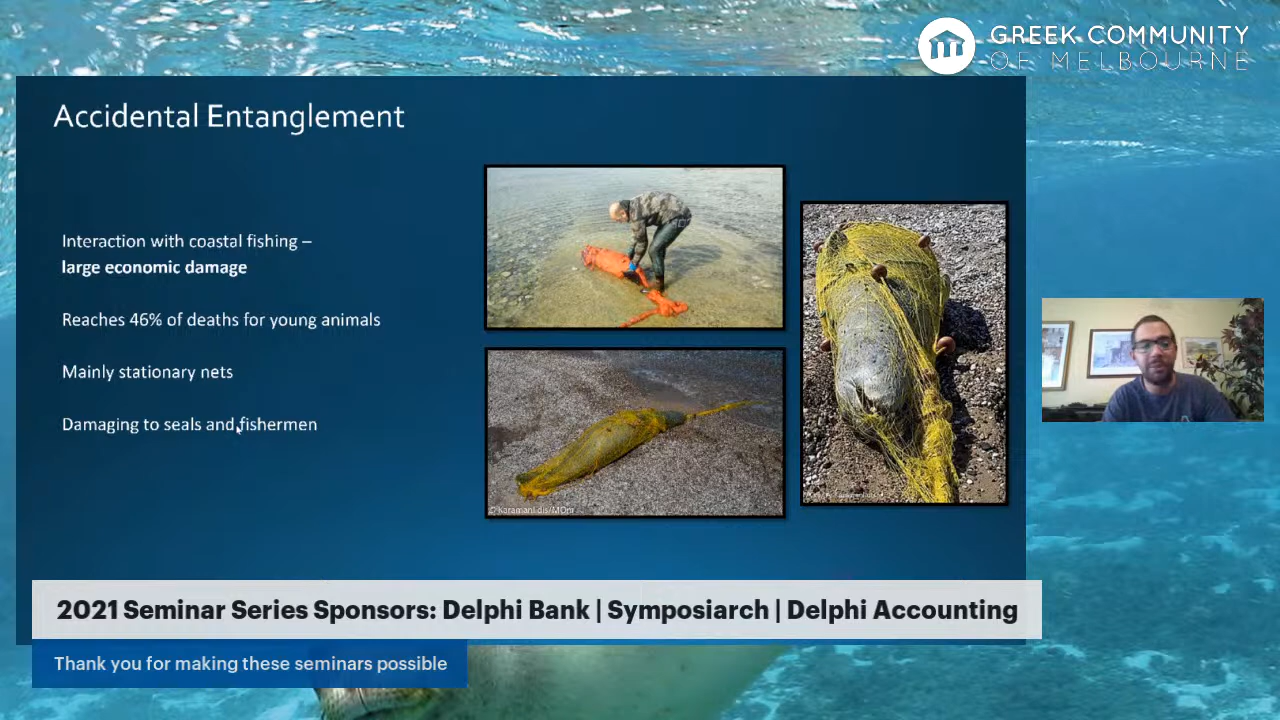 GREEK COMMUNITY
OF MELBOURNE
Accidental Entanglement
Interaction with coastal fishing –
large economic damage
Reaches 46% of deaths for young animals
Mainly stationary nets
Damaging to seals and fishermen
© Karamanlidis/MOm
2021 Seminar Series Sponsors: Delphi Bank | Symposiarch | Delphi Accounting
Thank you for making these seminars possible